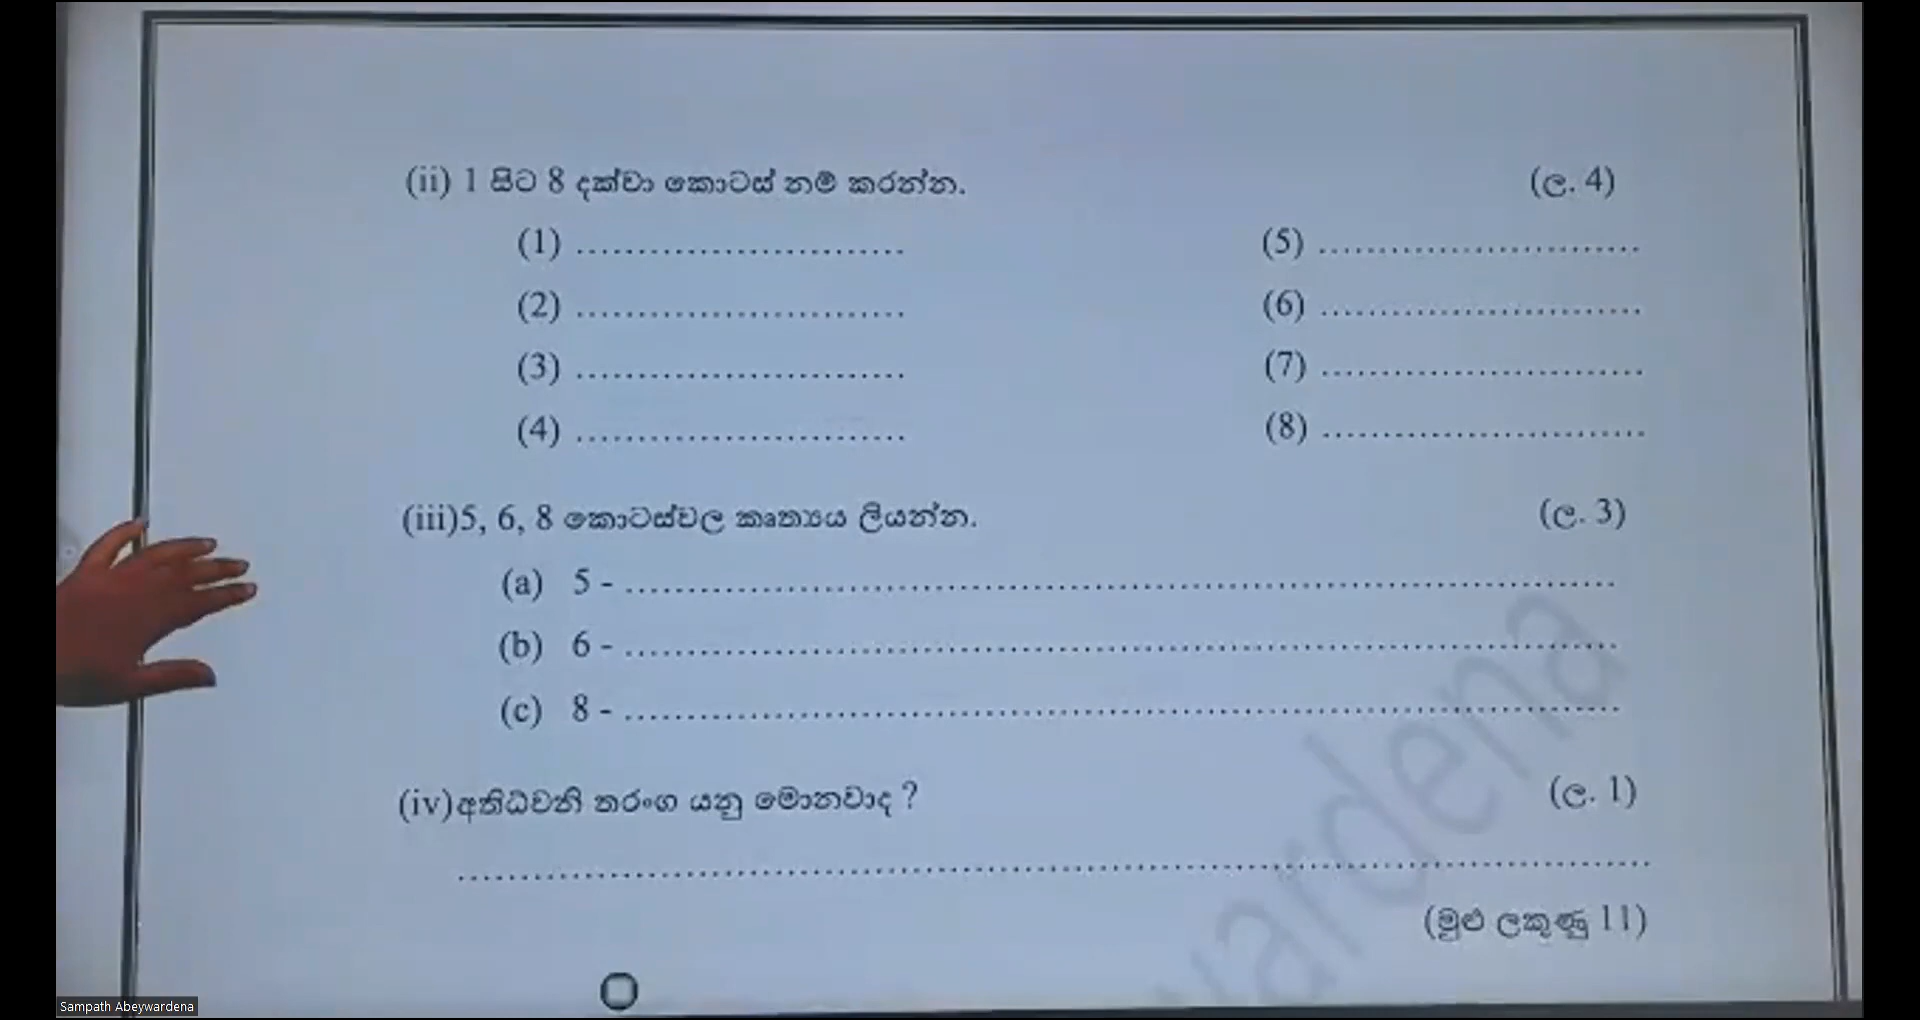 (ii) 1 සිට 8 දක්වා කොටස් නම් කරන්න. (ල. 4)
(1) ........................... (5) ...........................
(2) ........................... (6) ...........................
(3) ........................... (7) ...........................
(4) ........................... (8) ...........................
(iii) 5, 6, 8 කොටස්වල කෘත්‍යය ලියන්න. (ල. 3)
(a) 5 - ...........................
(b) 6 - ...........................
(c) 8 - ...........................
(iv) අතිධ්වනි තරංග යනු මොනවාද ? (ල. 1)
...........................
(මුළු ලකුණු 11)
wardena
Sampath Abeywardena